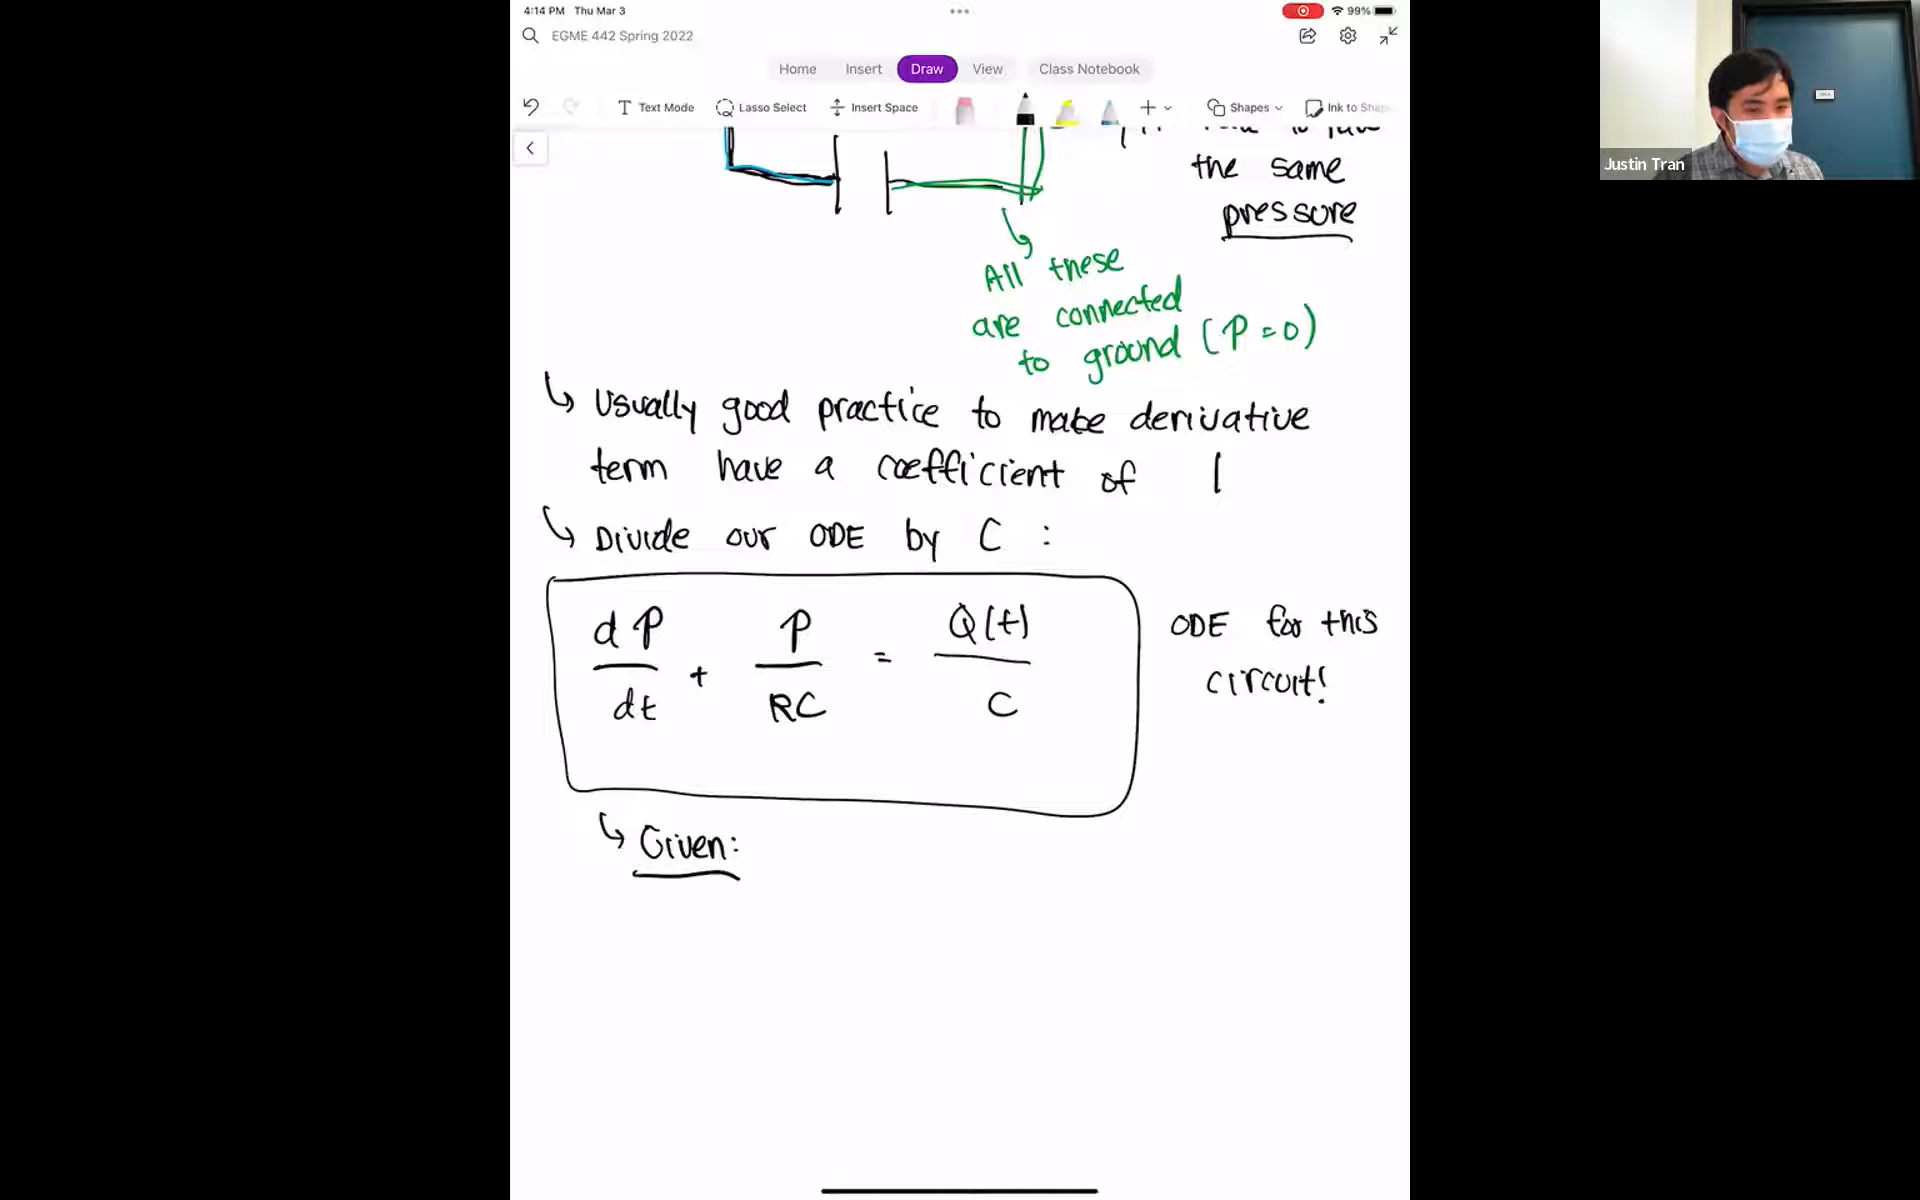 4:14 PM Thu Mar 3
99%
EGME 442 Spring 2022
Home Insert Draw View Class Notebook
Text Mode Lasso Select Insert Space Shapes Ink to Shap
the same
pressure
All these
are connected
to ground (P=0)
↳ Usually good practice to make derivative
term have a coefficient of 1
↳ Divide our ODE by C :
dP/dt + P/RC = Q(t)/C
ODE for this
circuit!
↳ Given:
Justin Tran